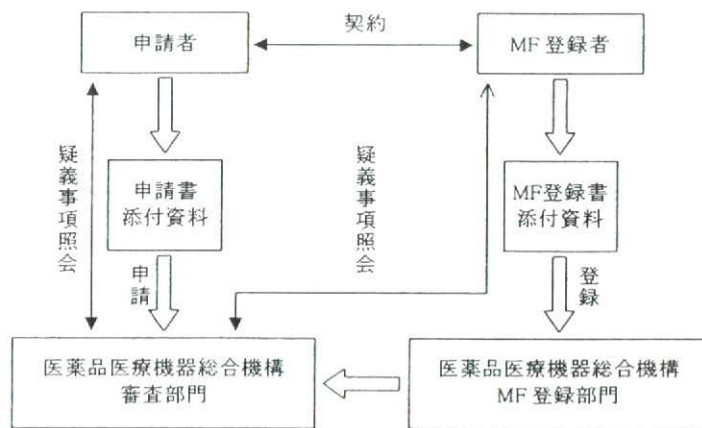 契約
申請者
MF登録者
疑義事項照会
申請書
添付資料
疑義事項照会
MF登録書
添付資料
申請
登録
医薬品医療機器総合機構
審査部門
医薬品医療機器総合機構
MF登録部門